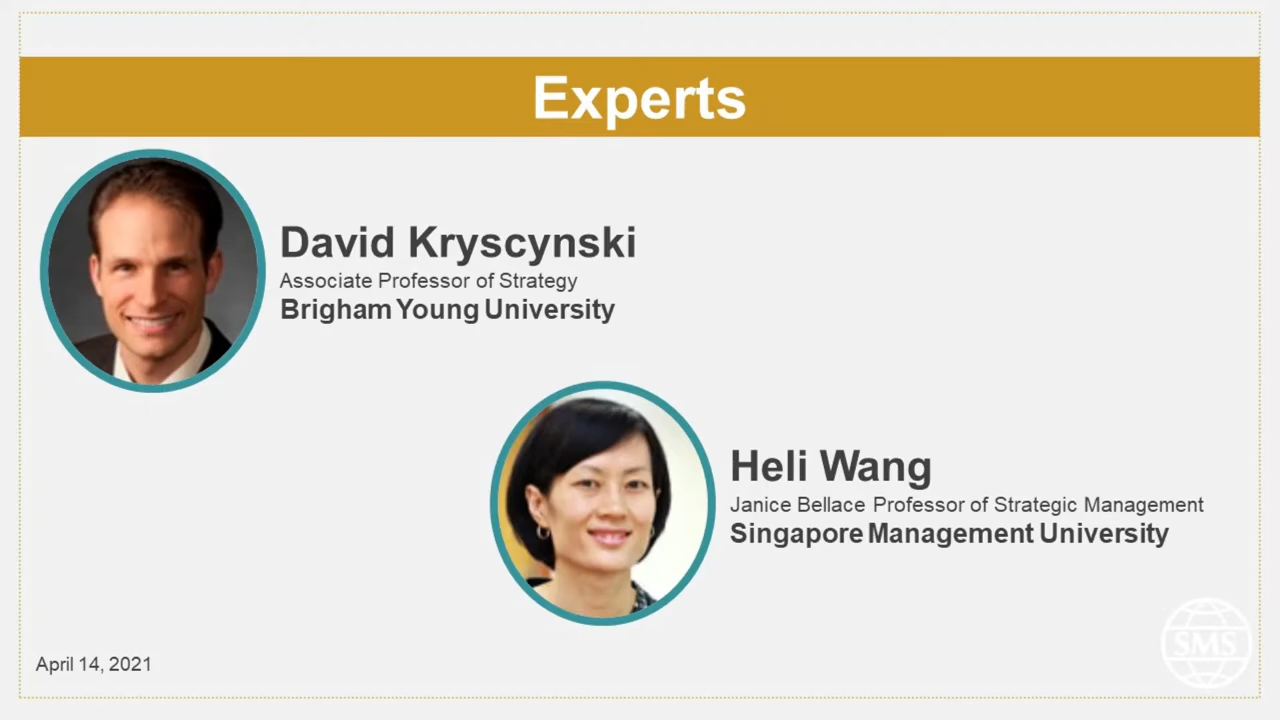 Experts
David Kryscynski
Associate Professor of Strategy
Brigham Young University
Heli Wang
Janice Bellace Professor of Strategic Management
Singapore Management University
April 14, 2021
SMS